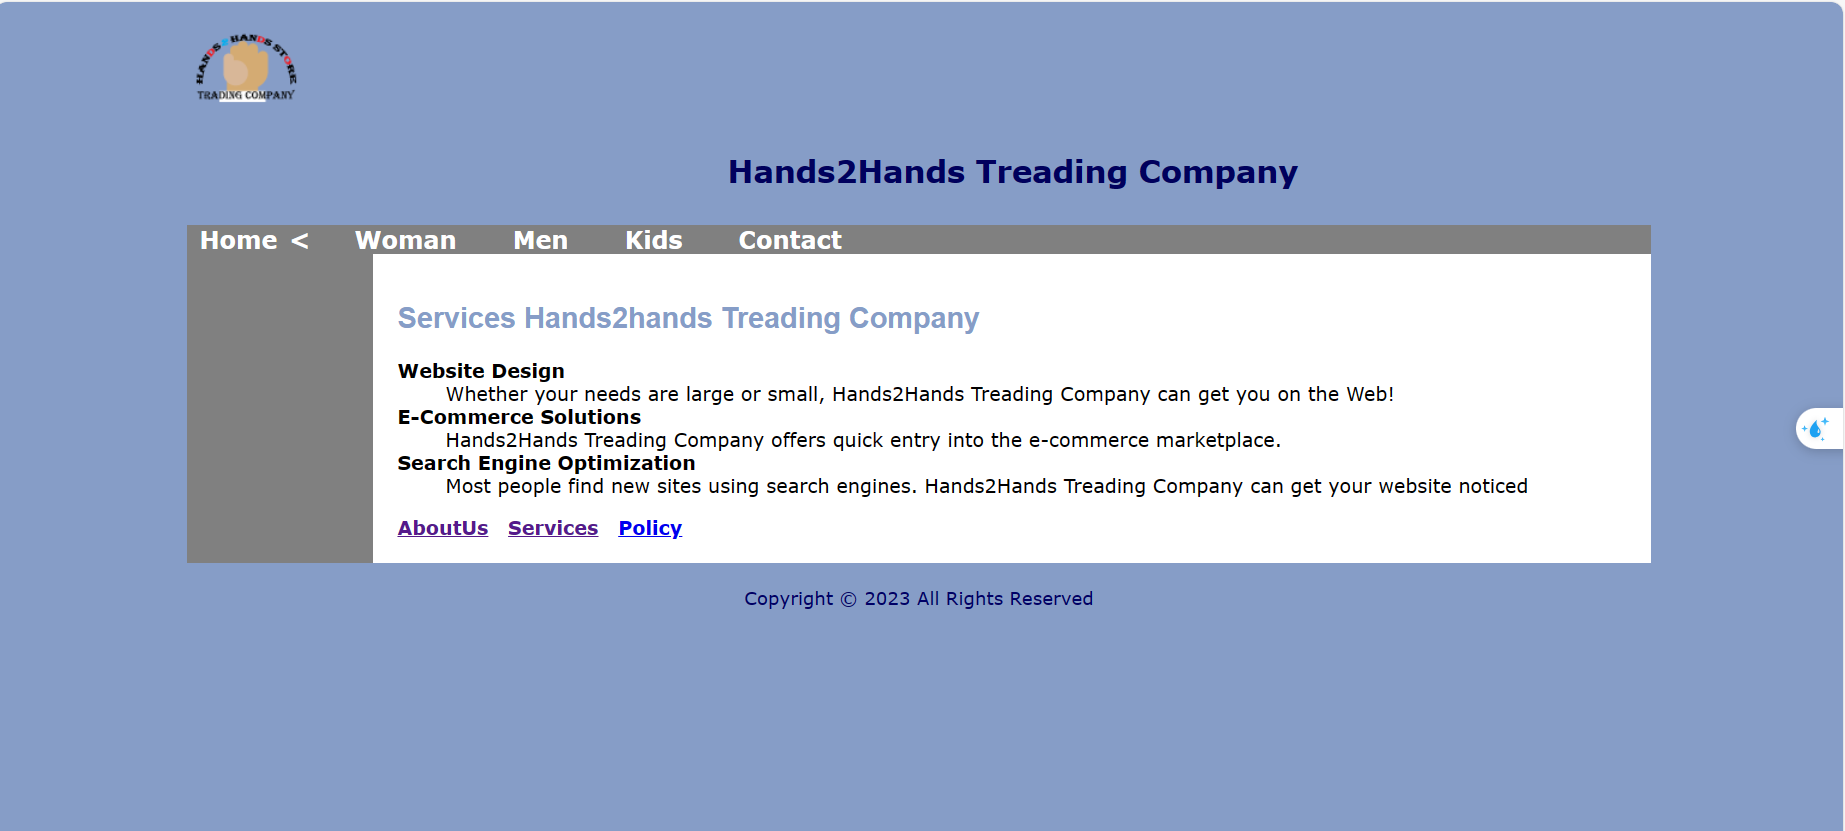 HANDS 2 HANDS STORE
TRADING COMPANY
Hands2Hands Treading Company
Home < Woman Men Kids Contact
Services Hands2hands Treading Company
Website Design
Whether your needs are large or small, Hands2Hands Treading Company can get you on the Web!
E-Commerce Solutions
Hands2Hands Treading Company offers quick entry into the e-commerce marketplace.
Search Engine Optimization
Most people find new sites using search engines. Hands2Hands Treading Company can get your website noticed
AboutUs Services Policy
Copyright © 2023 All Rights Reserved